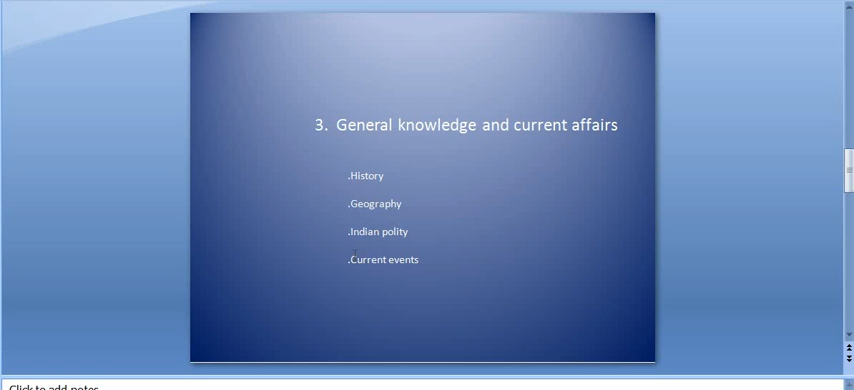 3. General knowledge and current affairs
.History
.Geography
.Indian polity
.Current events
Click to add notes